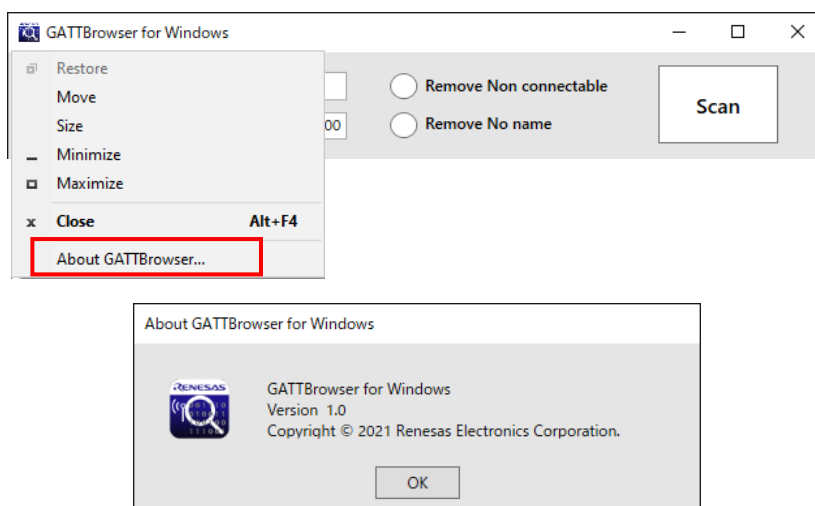 GATTBrowser for Windows
Restore
Move
Size
Minimize
Maximize
Close Alt+F4
About GATTBrowser...
00
Remove Non connectable
Remove No name
Scan
About GATTBrowser for Windows
RENESAS
GATTBrowser for Windows
Version 1.0
Copyright © 2021 Renesas Electronics Corporation.
OK